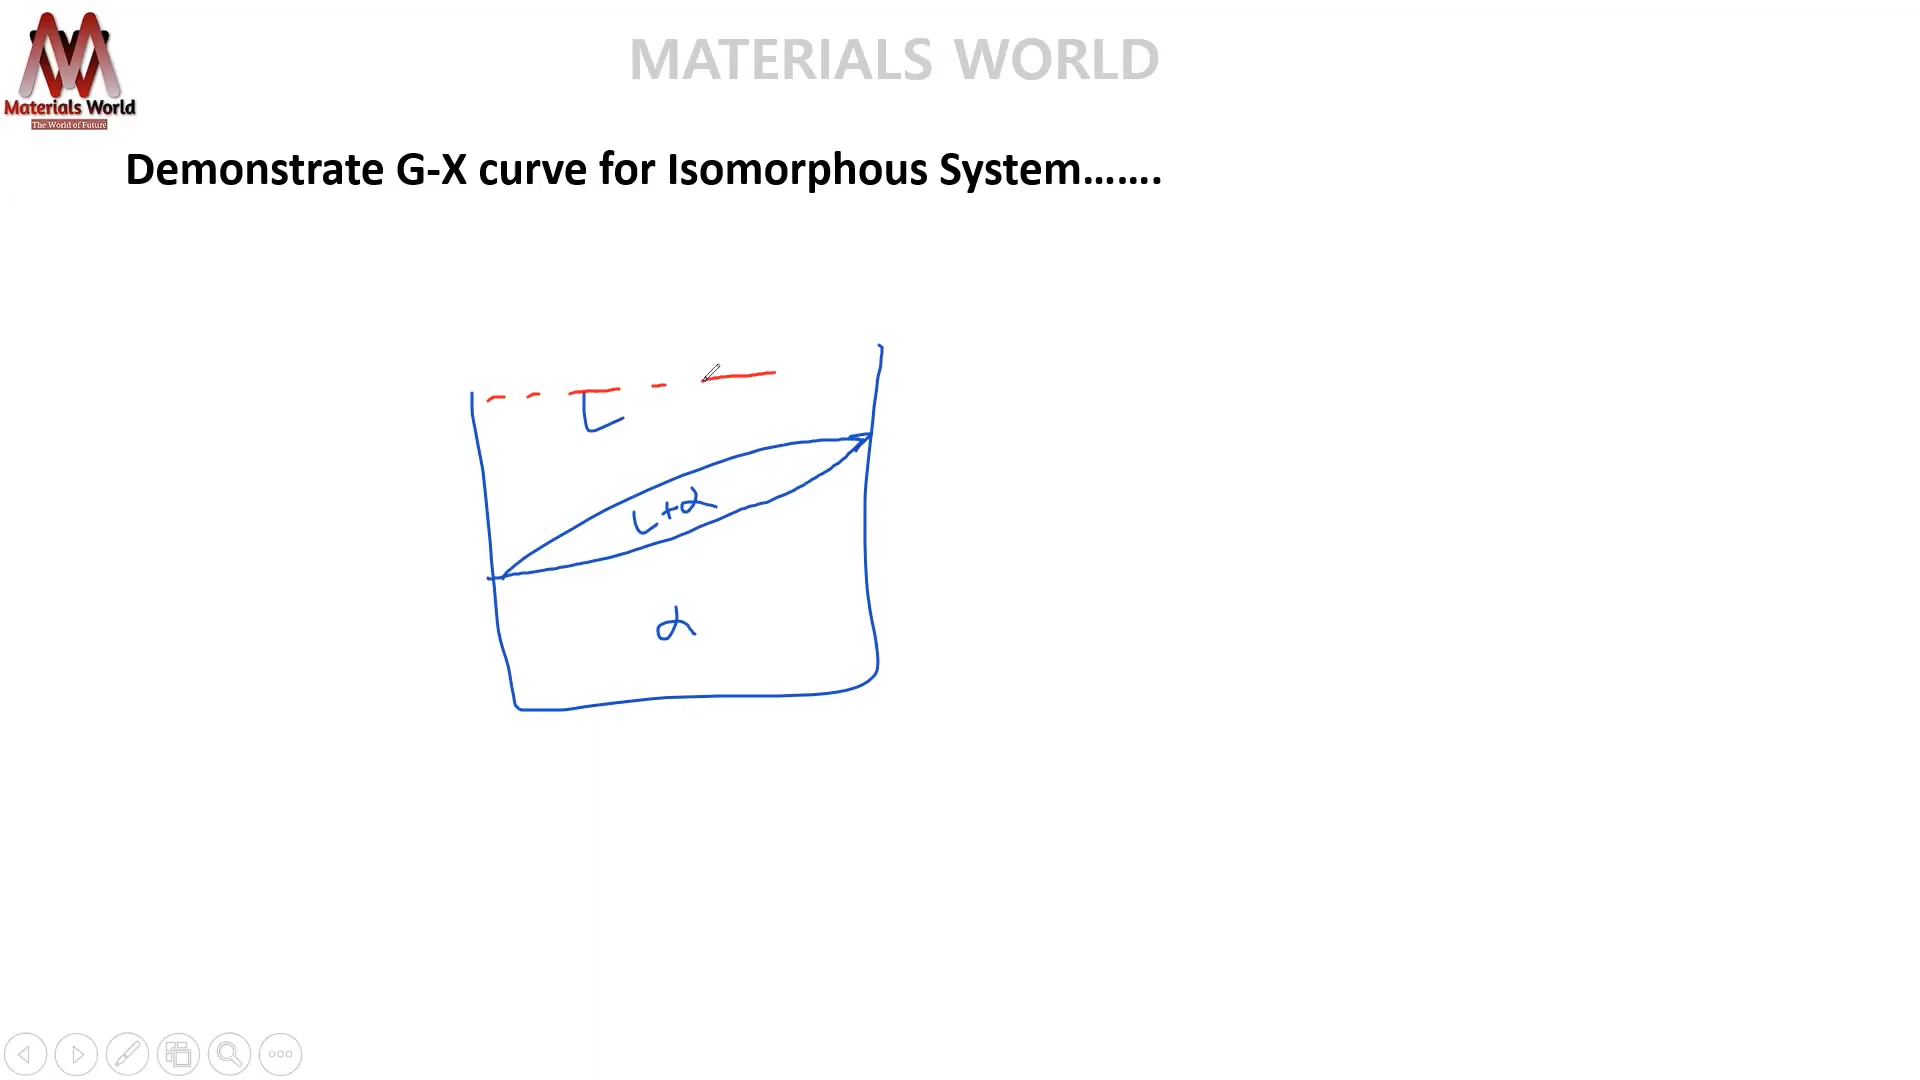 MATERIALS WORLD
Materials World
The World of Future
Demonstrate G-X curve for Isomorphous System.......
L
L+α
α